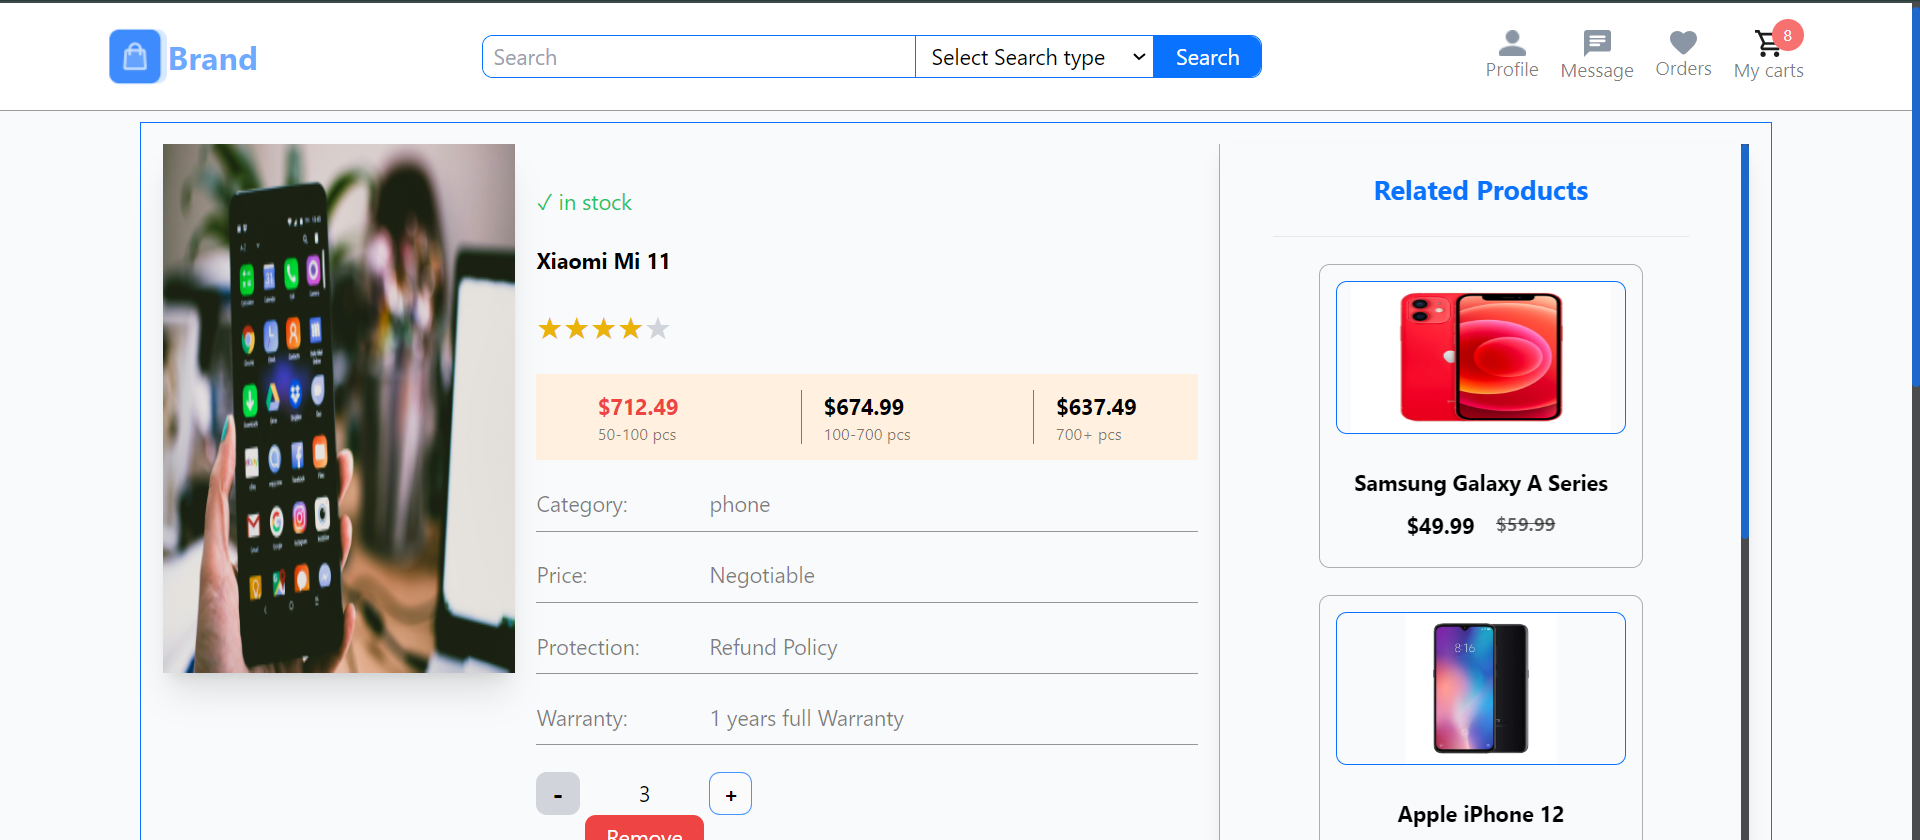 Brand
Search
Select Search type
Search
Profile
Message
Orders
8
My carts
✓ in stock
Xiaomi Mi 11
$712.49
50-100 pcs
$674.99
100-700 pcs
$637.49
700+ pcs
Category: phone
Price: Negotiable
Protection: Refund Policy
Warranty: 1 years full Warranty
- 3 +
Remove
Related Products
Samsung Galaxy A Series
$49.99 $59.99
8:16
Apple iPhone 12